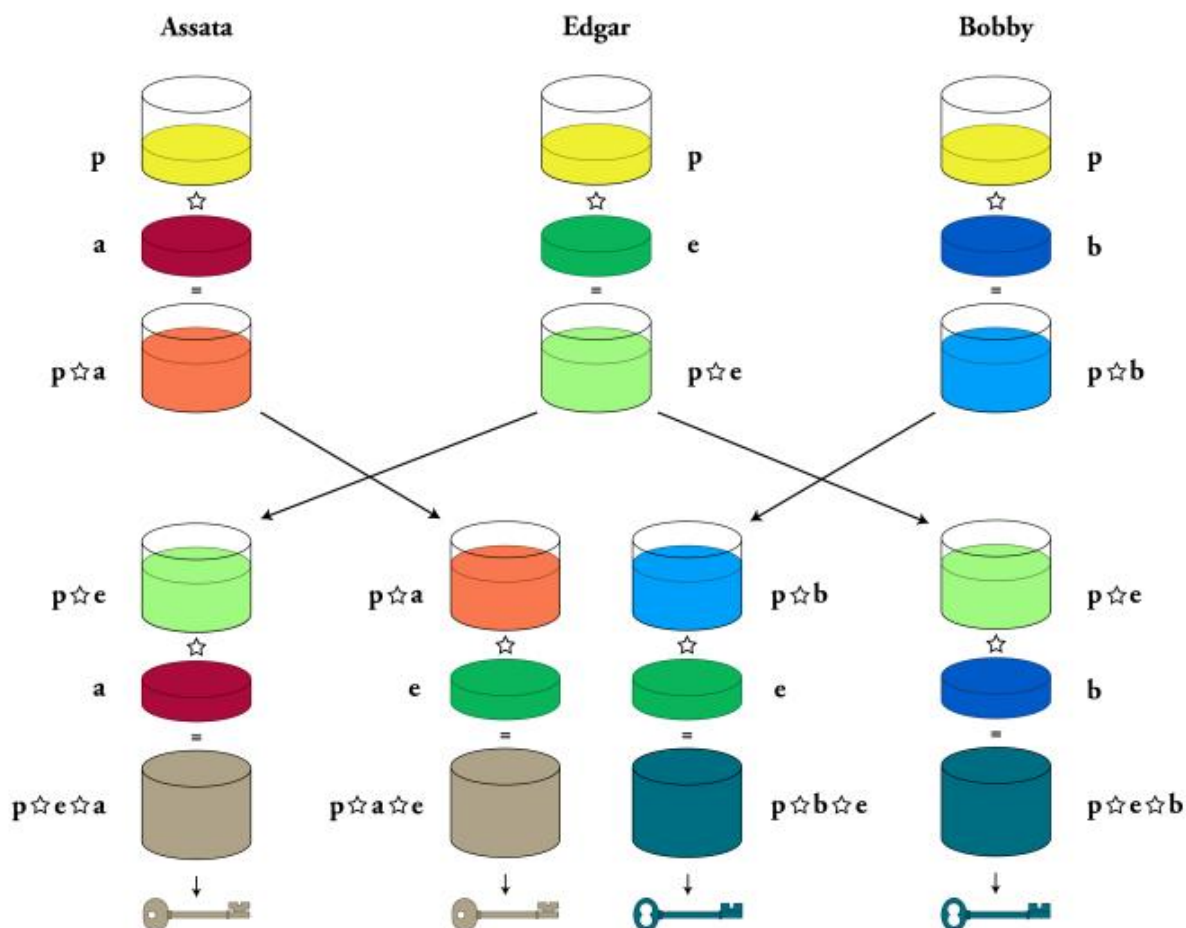 Assata Edgar Bobby
p p p
☆ ☆ ☆
a e b
= = =
p☆a p☆e p☆b
p☆e p☆a p☆b p☆e
☆ ☆ ☆ ☆
a e e b
= = = =
p☆e☆a p☆a☆e p☆b☆e p☆e☆b